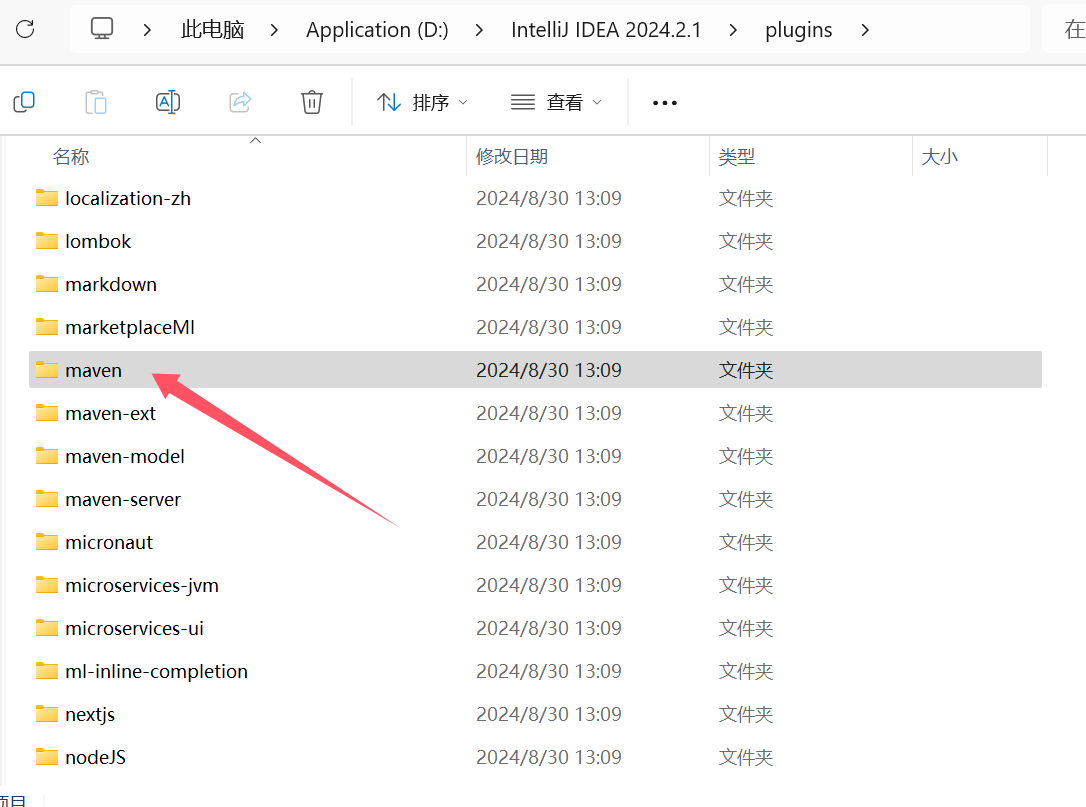 此电脑 Application (D:) IntelliJ IDEA 2024.2.1 plugins 在
排序 查看
名称 修改日期 类型 大小
localization-zh 2024/8/30 13:09 文件夹
lombok 2024/8/30 13:09 文件夹
markdown 2024/8/30 13:09 文件夹
marketplaceMl 2024/8/30 13:09 文件夹
maven 2024/8/30 13:09 文件夹
maven-ext 2024/8/30 13:09 文件夹
maven-model 2024/8/30 13:09 文件夹
maven-server 2024/8/30 13:09 文件夹
micronaut 2024/8/30 13:09 文件夹
microservices-jvm 2024/8/30 13:09 文件夹
microservices-ui 2024/8/30 13:09 文件夹
ml-inline-completion 2024/8/30 13:09 文件夹
nextjs 2024/8/30 13:09 文件夹
nodeJS 2024/8/30 13:09 文件夹
项目